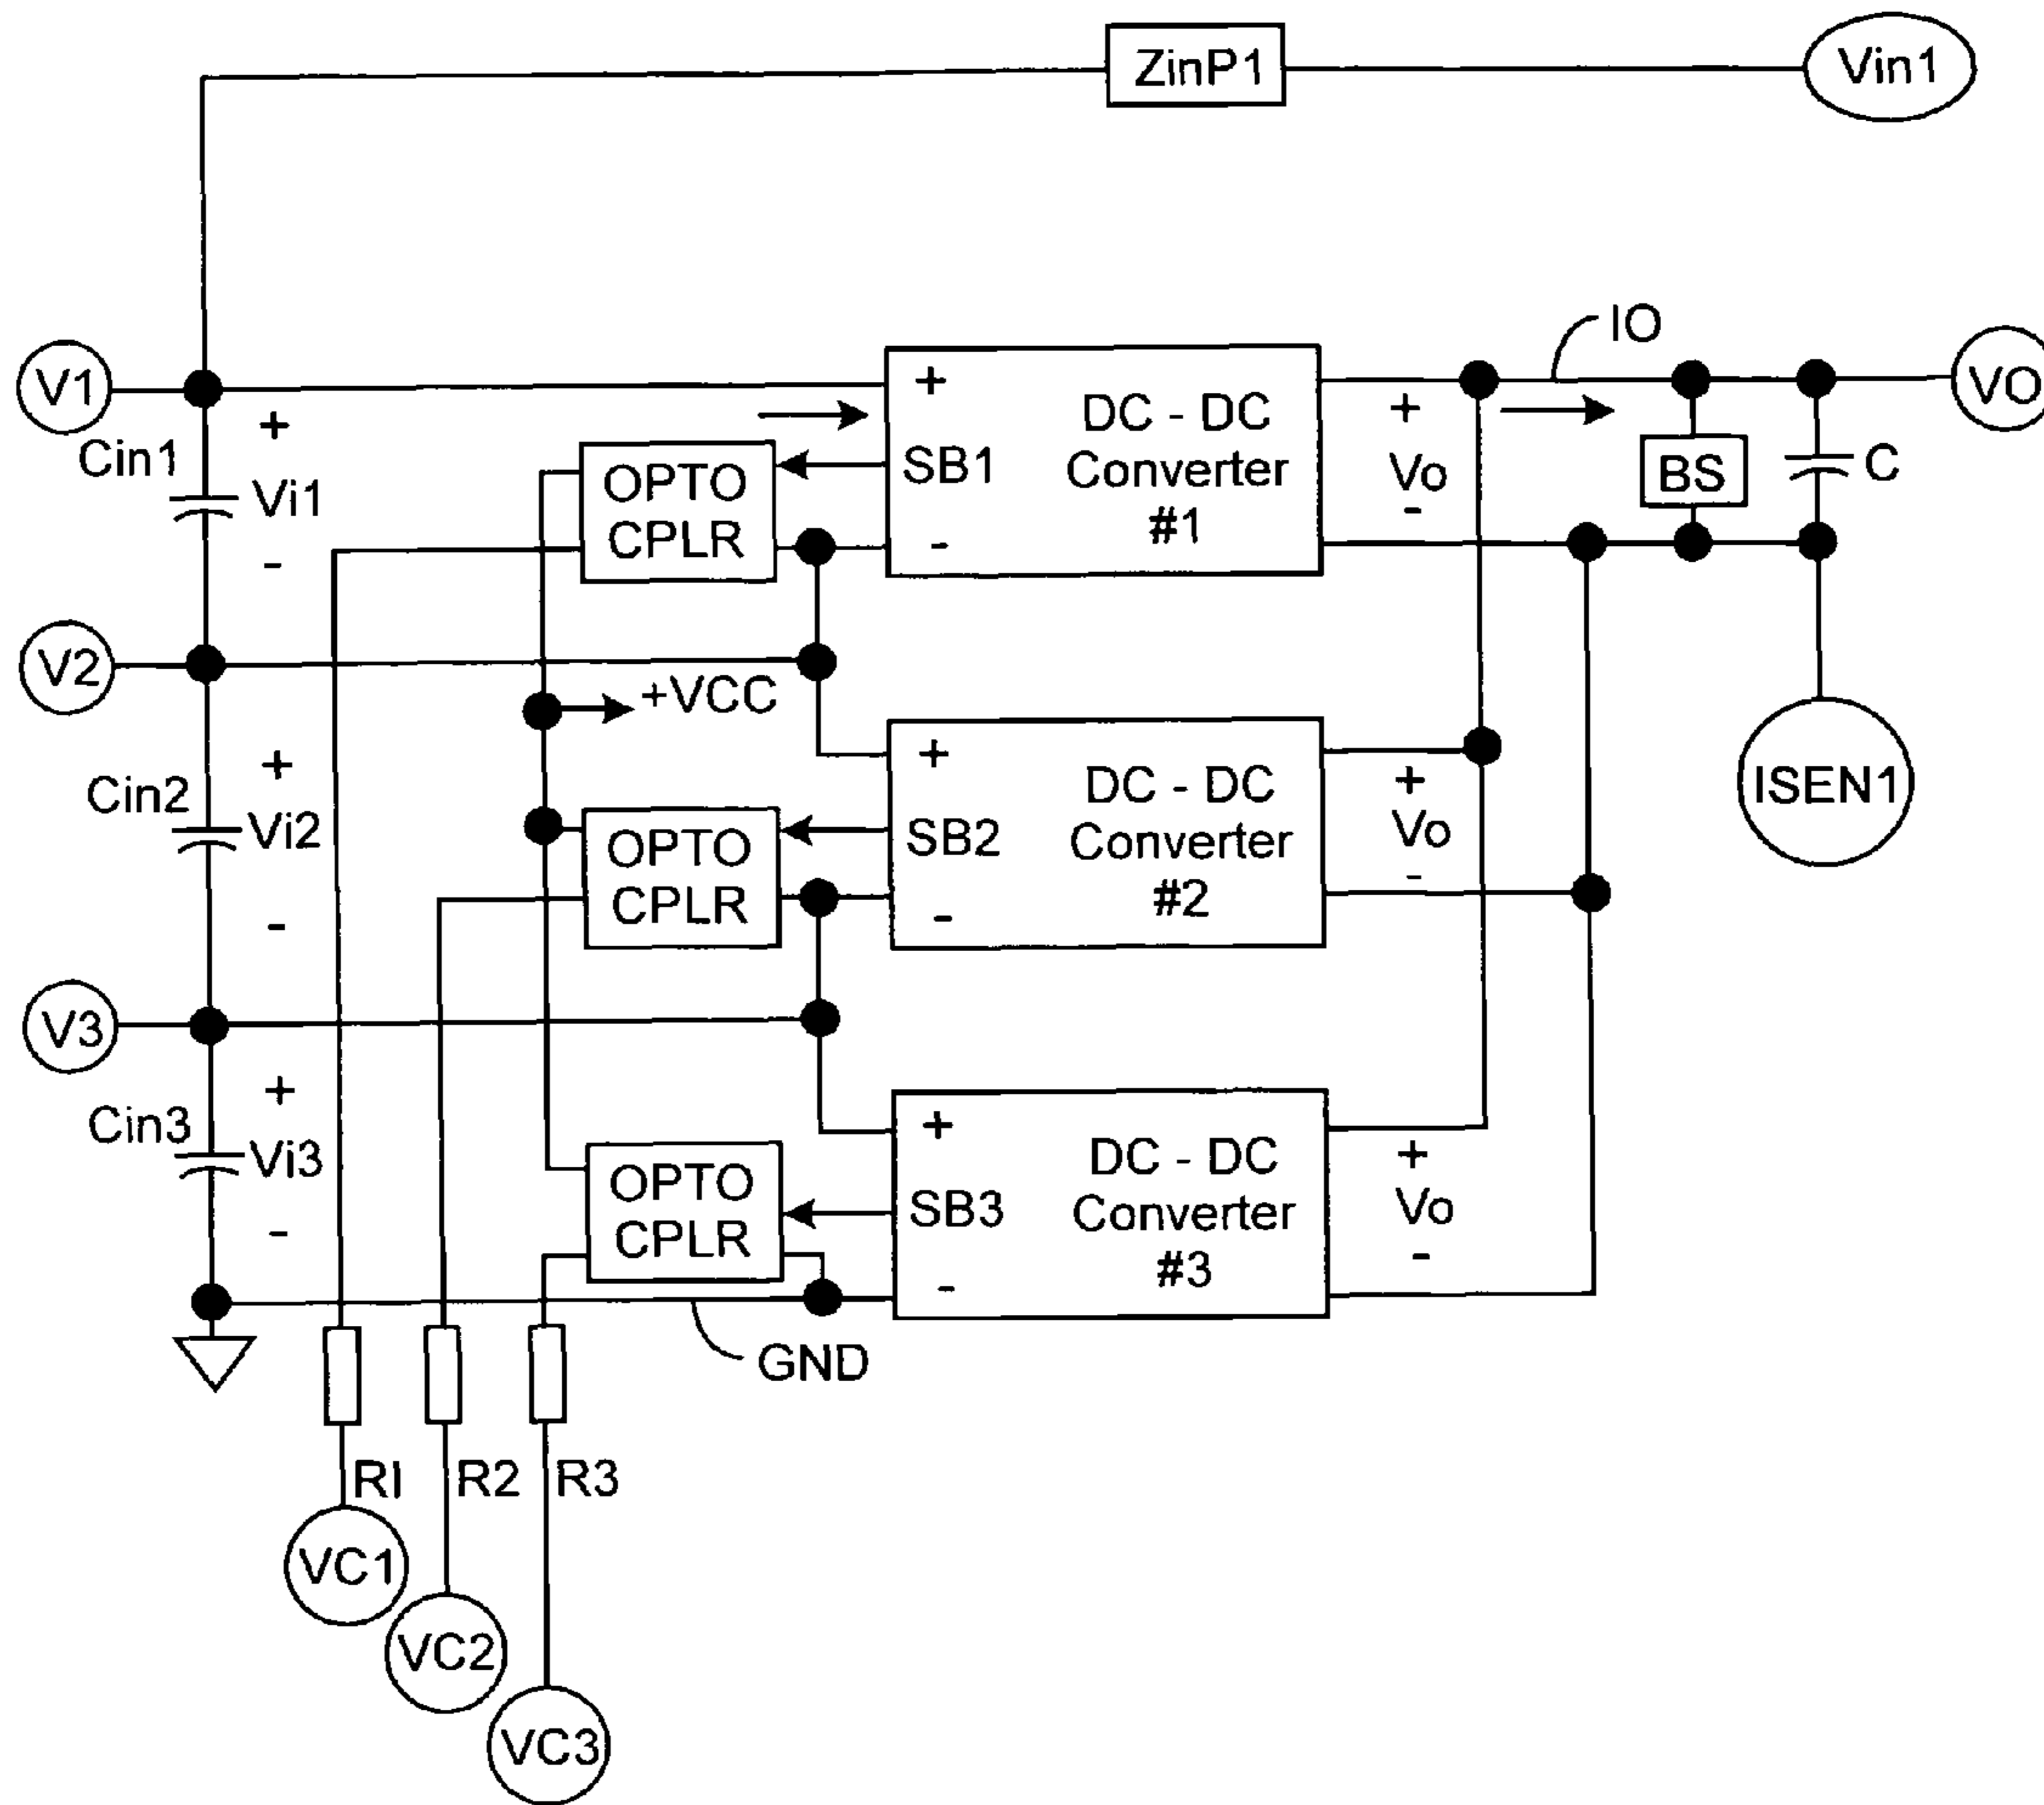 ZinP1
Vin1
IO
V1
+
DC - DC
+
VO
+
Cin1
OPTO
SB1
Converter
Vo
BS
C
Vi1
CPLR
-
#1
-
-
V2
+VCC
+
+
DC - DC
+
ISEN1
Cin2
Vi2
OPTO
SB2
Converter
Vo
CPLR
-
#2
-
-
V3
+
+
DC - DC
+
Cin3
Vi3
OPTO
SB3
Converter
Vo
CPLR
-
#3
-
-
GND
RI
R2
R3
VC1
VC2
VC3